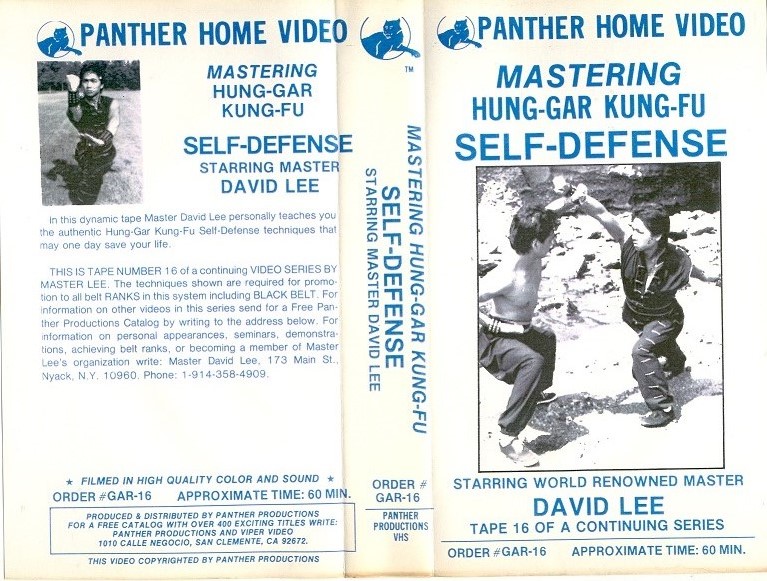 PANTHER HOME VIDEO
MASTERING
HUNG-GAR
KUNG-FU
SELF-DEFENSE
STARRING MASTER
DAVID LEE
In this dynamic tape Master David Lee personally teaches you
the authentic Hung-Gar Kung-Fu Self-Defense techniques that
may one day save your life.
THIS IS TAPE NUMBER 16 of a continuing VIDEO SERIES BY
MASTER LEE. The techniques shown are required for promo-
tion to all belt RANKS in this system including BLACK BELT. For
information on other videos in this series send for a Free Pan-
ther Productions Catalog by writing to the address below. For
information on personal appearances, seminars, demonstra-
tions, achieving belt ranks, or becoming a member of Master
Lee's organization write: Master David Lee, 173 Main St.,
Nyack, N.Y. 10960. Phone: 1-914-358-4909.
★ FILMED IN HIGH QUALITY COLOR AND SOUND ★
ORDER #GAR-16 APPROXIMATE TIME: 60 MIN.
PRODUCED & DISTRIBUTED BY PANTHER PRODUCTIONS
FOR A FREE CATALOG WITH OVER 400 EXCITING TITLES WRITE:
PANTHER PRODUCTIONS AND VIPER VIDEO
1010 CALLE NEGOCIO, SAN CLEMENTE, CA 92672.
THIS VIDEO COPYRIGHTED BY PANTHER PRODUCTIONS
TM
MASTERING HUNG-GAR KUNG-FU
SELF-DEFENSE
STARRING MASTER DAVID LEE
ORDER #
GAR-16
PANTHER
PRODUCTIONS
VHS
PANTHER HOME VIDEO
MASTERING
HUNG-GAR KUNG-FU
SELF-DEFENSE
STARRING WORLD RENOWNED MASTER
DAVID LEE
TAPE 16 OF A CONTINUING SERIES
ORDER #GAR-16 APPROXIMATE TIME: 60 MIN.